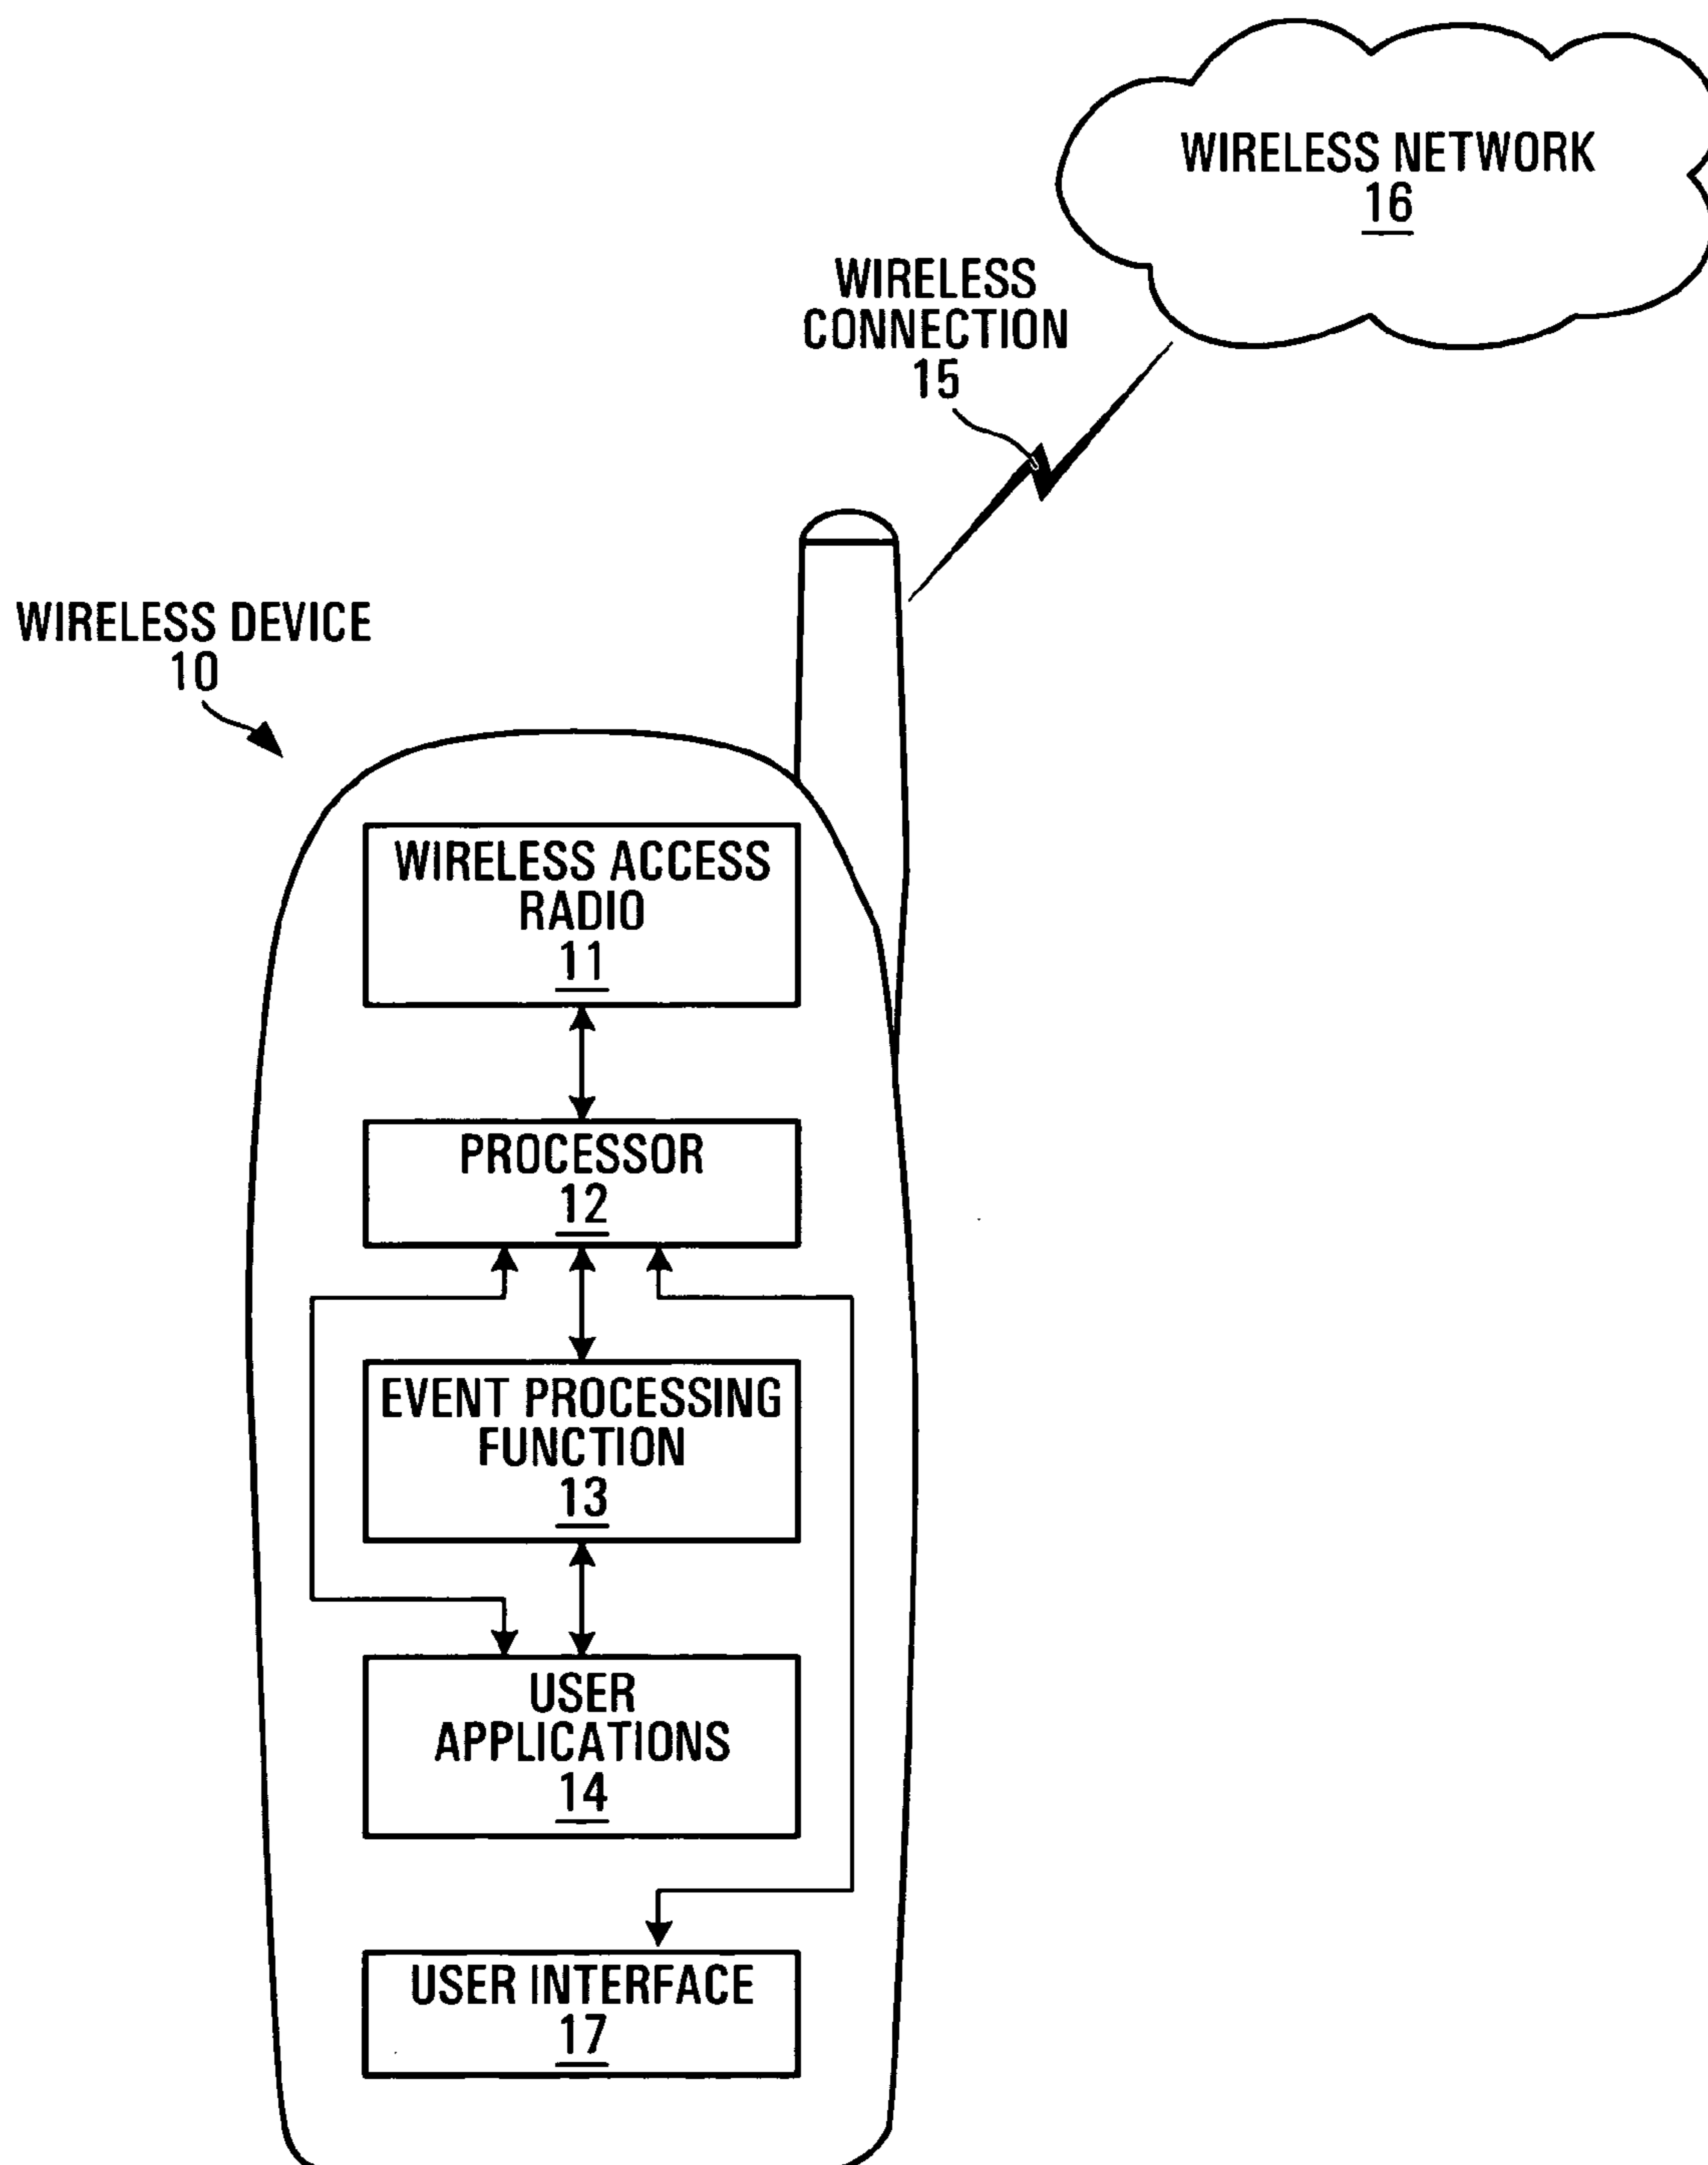 WIRELESS NETWORK
16
WIRELESS
CONNECTION
15
WIRELESS DEVICE
10
WIRELESS ACCESS
RADIO
11
PROCESSOR
12
EVENT PROCESSING
FUNCTION
13
USER
APPLICATIONS
14
USER INTERFACE
17